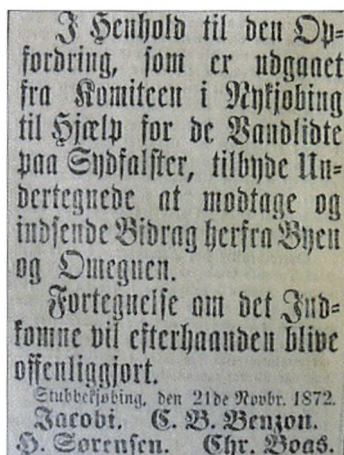 I Henhold til den Op=
fordring, som er udgaaet
fra Komiteen i Nykjøbing
til Hjælp for de Vandlidte
paa Sydfalster, tilbyde Un=
dertegnede at modtage og
indsende Bidrag herfra Byen
og Omegnen.
Fortegnelse om det Ind=
komne vil efterhaanden blive
offenliggjort.
Stubbekjøbing, den 21de Novbr. 1872.
Jacobi. C. B. Benzon.
H. Sørensen. Chr. Boas.